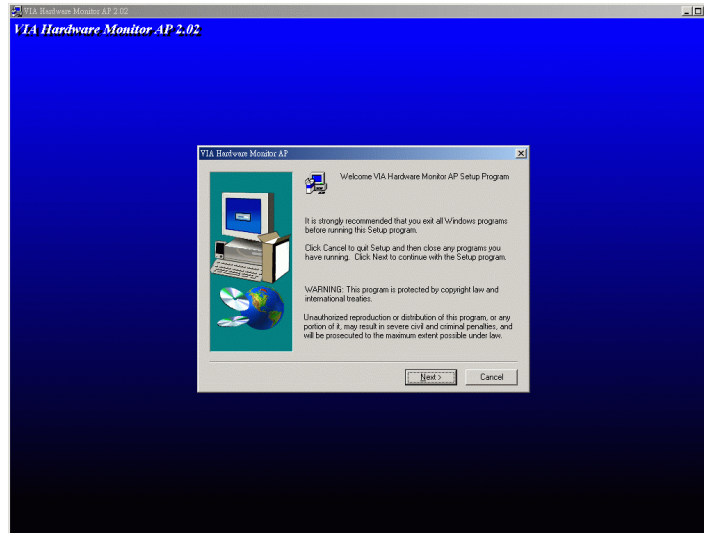 VIA Hardware Monitor AP 2.02
VIA Hardware Monitor AP 2.02
VIA Hardware Monitor AP
Welcome VIA Hardware Monitor AP Setup Program
It is strongly recommended that you exit all Windows programs
before running this Setup program.
Click Cancel to quit Setup and then close any programs you
have running. Click Next to continue with the Setup program.
WARNING: This program is protected by copyright law and
international treaties.
Unauthorized reproduction or distribution of this program, or any
portion of it, may result in severe civil and criminal penalties, and
will be prosecuted to the maximum extent possible under law.
Next >
Cancel